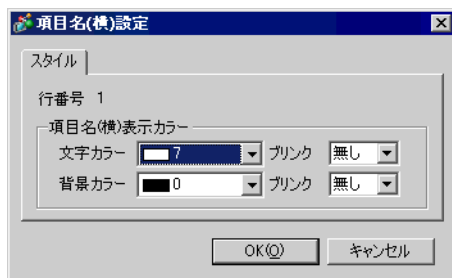 項目名(横)設定
スタイル
行番号 1
項目名(横)表示カラー
文字カラー 7 ブリンク 無し
背景カラー 0 ブリンク 無し
OK(O) キャンセル